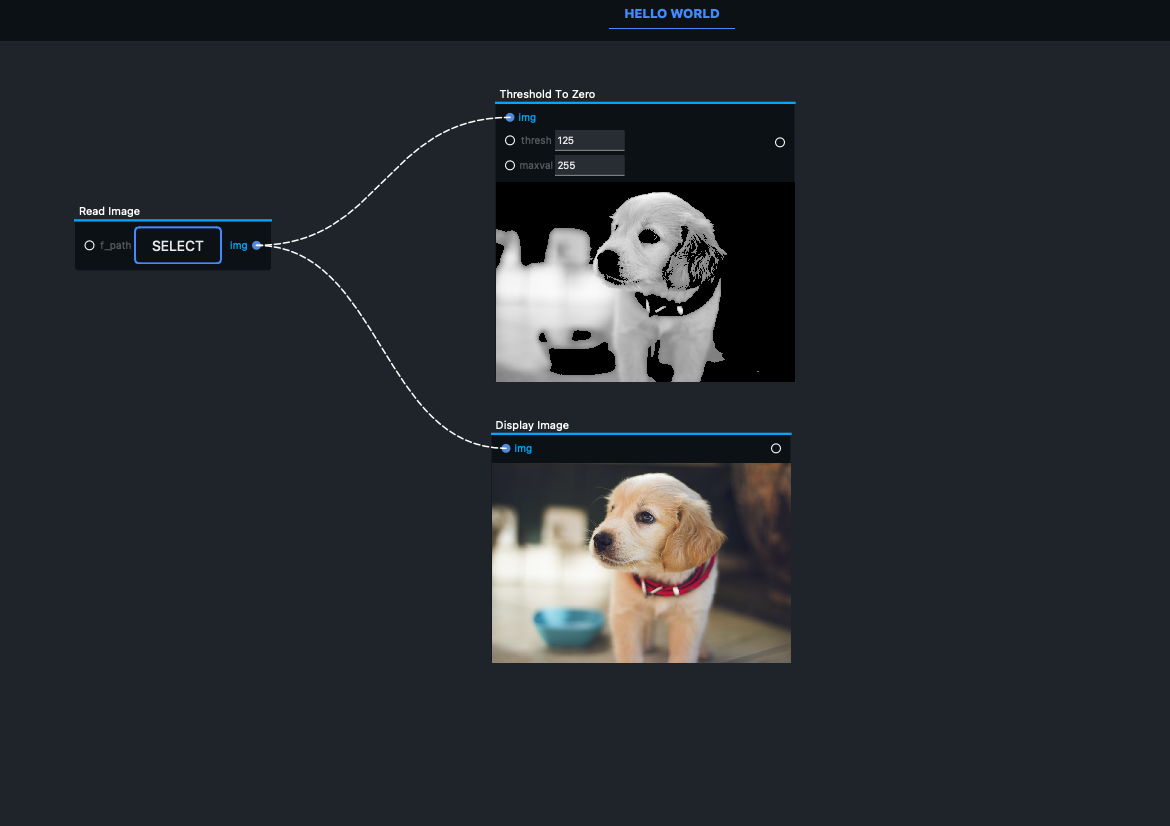 HELLO WORLD
Threshold To Zero
img
thresh 125
maxval 255
Read Image
f_path SELECT img
Display Image
img